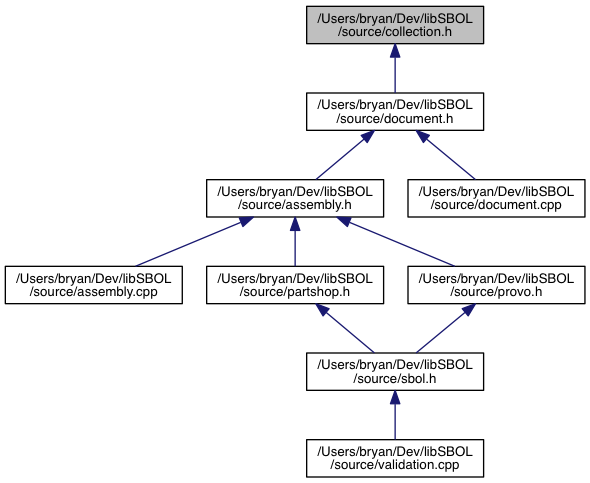 /Users/bryan/Dev/libSBOL
/source/collection.h
/Users/bryan/Dev/libSBOL
/source/document.h
/Users/bryan/Dev/libSBOL
/source/assembly.h
/Users/bryan/Dev/libSBOL
/source/document.cpp
/Users/bryan/Dev/libSBOL
/source/assembly.cpp
/Users/bryan/Dev/libSBOL
/source/partshop.h
/Users/bryan/Dev/libSBOL
/source/provo.h
/Users/bryan/Dev/libSBOL
/source/sbol.h
/Users/bryan/Dev/libSBOL
/source/validation.cpp